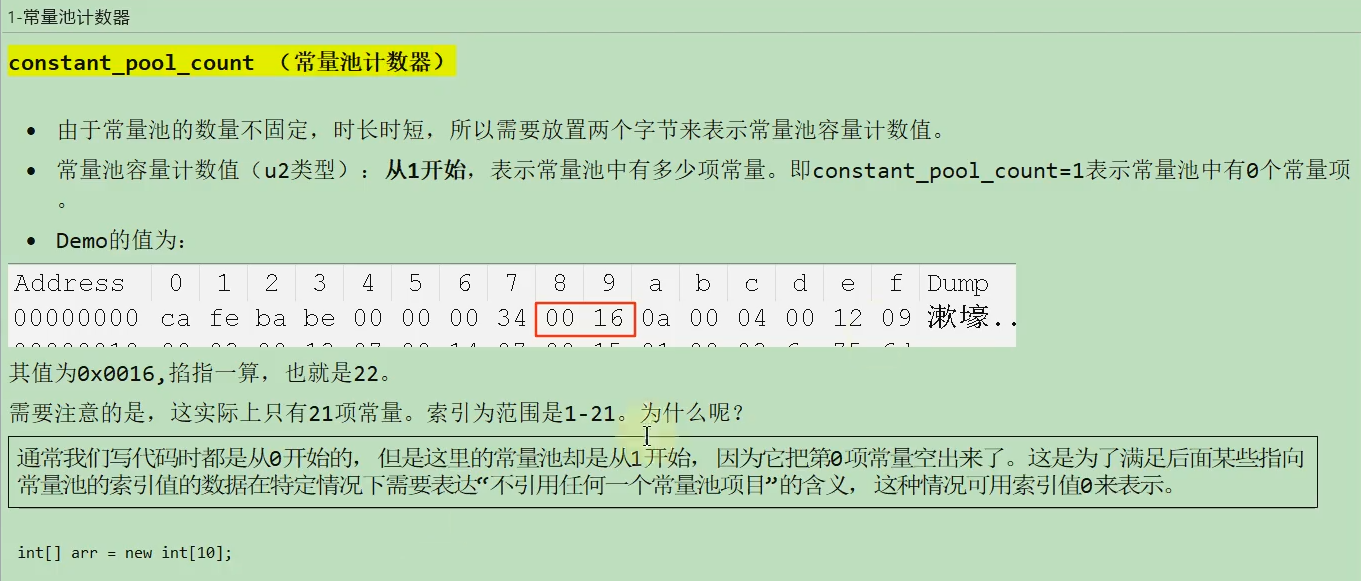 1-常量池计数器
constant_pool_count （常量池计数器）
• 由于常量池的数量不固定，时长时短，所以需要放置两个字节来表示常量池容量计数值。
• 常量池容量计数值（u2类型）：从1开始，表示常量池中有多少项常量。即constant_pool_count=1表示常量池中有0个常量项
。
• Demo的值为：
Address 0 1 2 3 4 5 6 7 8 9 a b c d e f Dump
00000000 ca fe ba be 00 00 00 34 00 16 0a 00 04 00 12 09 漱壕..
其值为0x0016,掐指一算，也就是22。
需要注意的是，这实际上只有21项常量。索引为范围是1-21。为什么呢？
通常我们写代码时都是从0开始的，但是这里的常量池却是从1开始，因为它把第0项常量空出来了。这是为了满足后面某些指向
常量池的索引值的数据在特定情况下需要表达“不引用任何一个常量池项目”的含义，这种情况可用索引值0来表示。
int[] arr = new int[10];